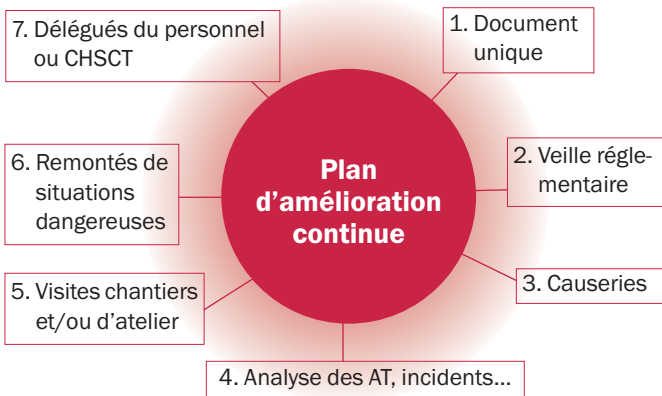 7. Délégués du personnel
ou CHSCT
1. Document
unique
Plan
d'amélioration
continue
2. Veille régle-
mentaire
6. Remontés de
situations
dangereuses
3. Causeries
5. Visites chantiers
et/ou d'atelier
4. Analyse des AT, incidents...